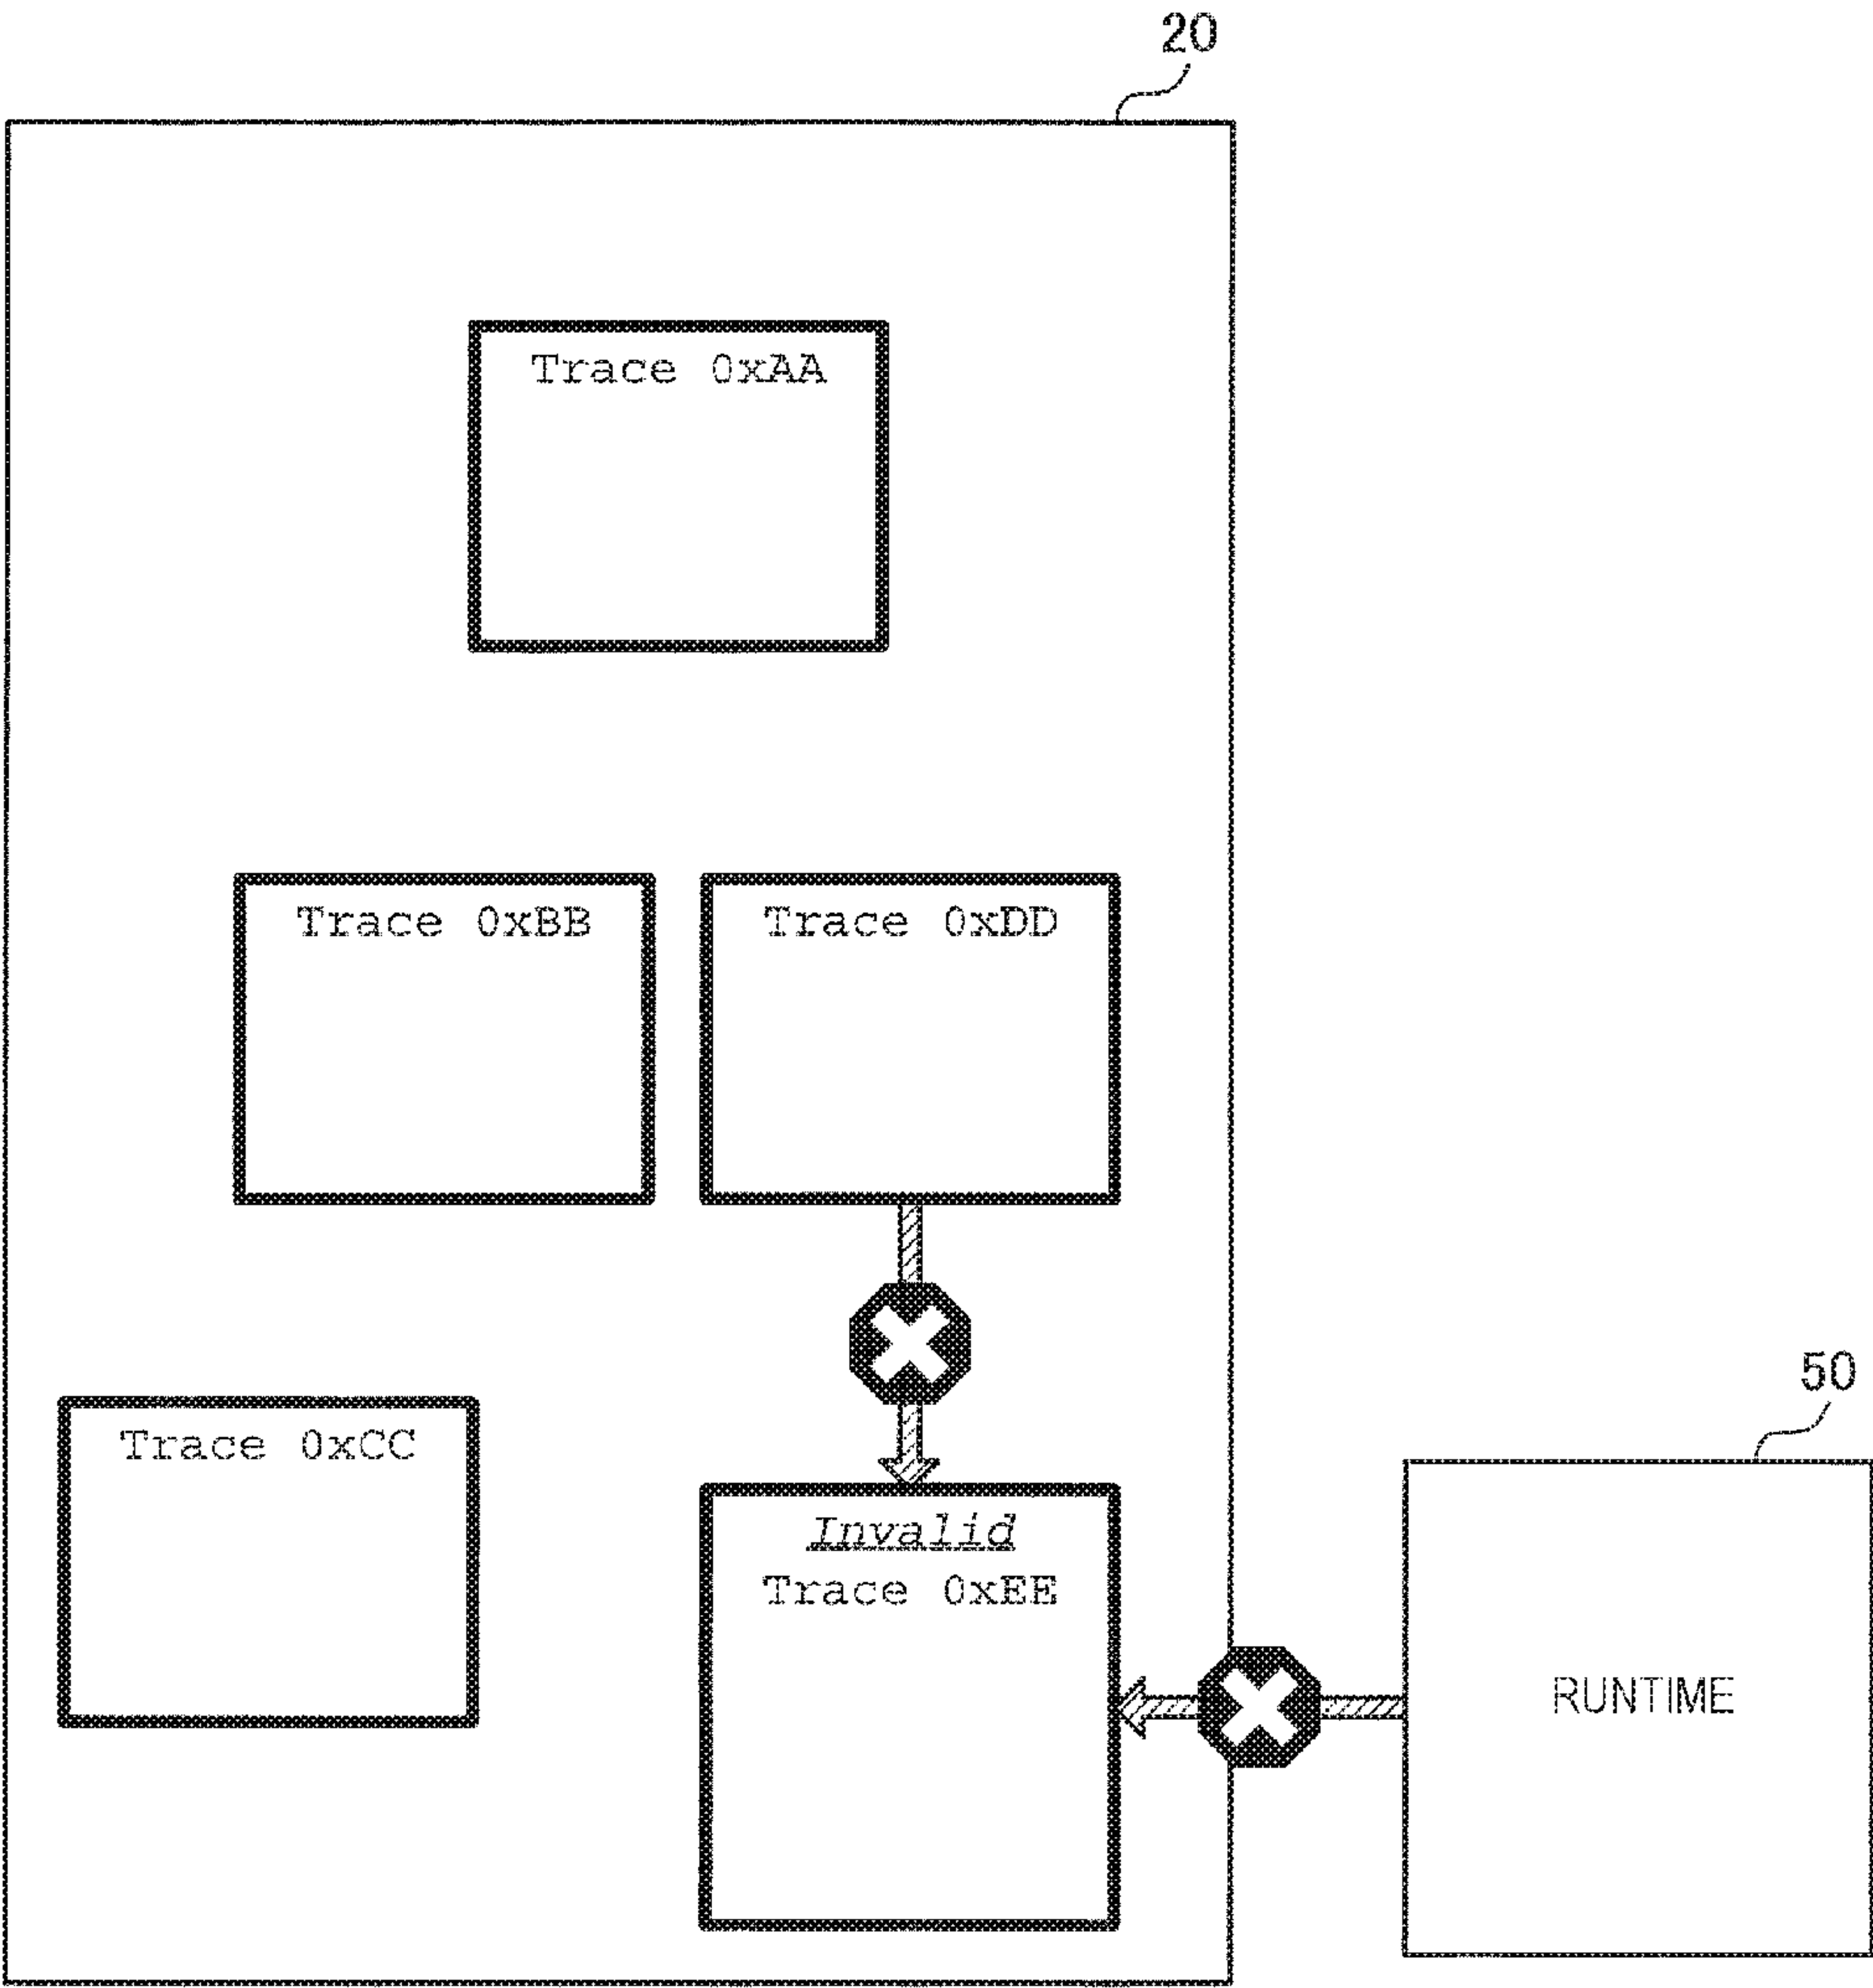 20
Trace 0xAA
Trace 0xBB
Trace 0xDD
50
Trace 0xCC
Invalid
Trace 0xEE
RUNTIME